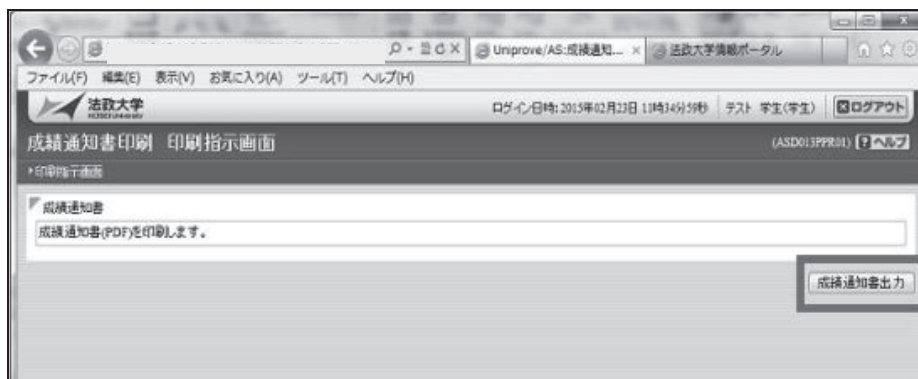 Uniprove/AS:成績通知... × 法政大学情報ポータル
ファイル(F) 編集(E) 表示(V) お気に入り(A) ツール(T) ヘルプ(H)
法政大学 ログイン日時:2015年02月23日 11時34分59秒 テスト 学生(学生) ログアウト
HOSEI University
成績通知書印刷 印刷指示画面 (ASD013PPR01) ?ヘルプ
印刷指示画面
成績通知書
成績通知書(PDF)を印刷します。
成績通知書出力